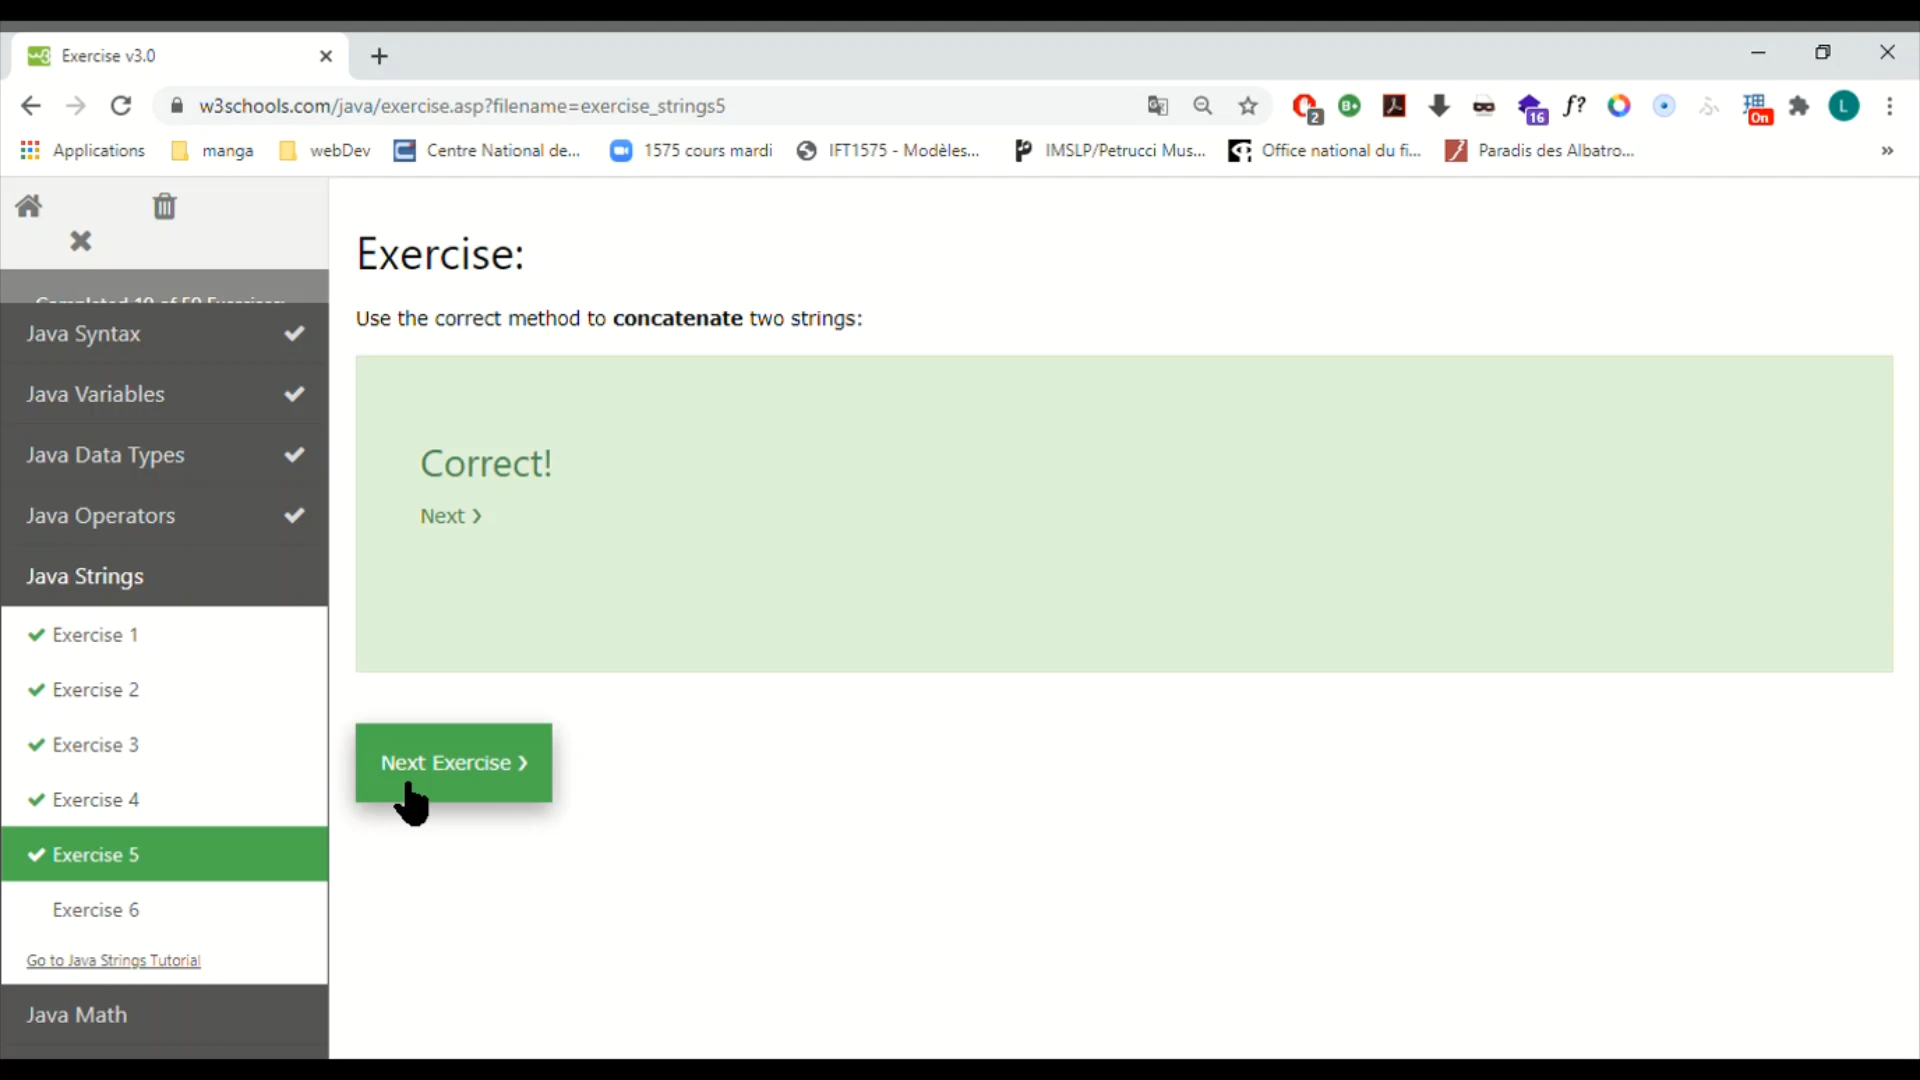 Exercise v3.0
w3schools.com/java/exercise.asp?filename=exercise_strings5
2
B+
16
f?
On
L
Applications
manga
webDev
Centre National de...
1575 cours mardi
IFT1575 - Modèles...
IMSLP/Petrucci Mus...
Office national du fi...
Paradis des Albatro...
»
Java Syntax
Java Variables
Java Data Types
Java Operators
Java Strings
Exercise 1
Exercise 2
Exercise 3
Exercise 4
Exercise 5
Exercise 6
Go to Java Strings Tutorial
Java Math
Exercise:
Use the correct method to concatenate two strings:
Correct!
Next ❯
Next Exercise ❯